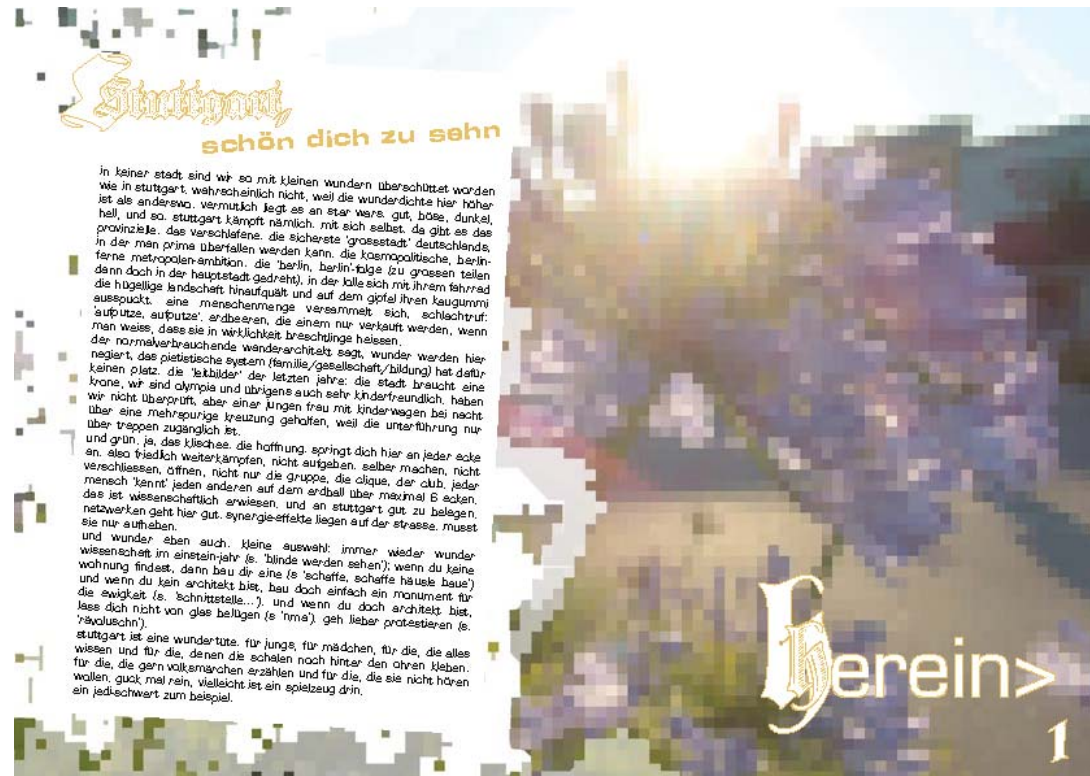 Stuttgart,
schön dich zu sehn
in keiner stadt sind wir so mit kleinen wundern überschüttet worden
wie in stuttgart. wahrscheinlich nicht, weil die wunderdichte hier höher
ist als anderswo. vermutlich liegt es an star wars. gut, böse, dunkel,
hell, und so. stuttgart kämpft nämlich. mit sich selbst. da gibt es das
provinzielle. das verschlafene. die sicherste 'grossstadt' deutschlands,
in der man prima überfallen werden kann. die kosmopolitische, berlin-
ferne metropolen-ambition. die 'berlin, berlin'-folge (zu grossen teilen
dann doch in der hauptstadt gedreht), in der lolle sich mit ihrem fahrrad
die hügellige landschaft hinaufquält und auf dem gipfel ihren kaugummi
ausspuckt. eine menschenmenge versammelt sich, schlachtruf:
'aufputze, aufputze'. erdbeeren, die einem nur verkauft werden, wenn
man weiss, dass sie in wirklichkeit breschtlinge heissen.
der normalverbrauchende wanderarchitekt sagt, wunder werden hier
negiert, das pietistische system (familie/gesellschaft/bildung) hat dafür
keinen platz. die 'leitbilder' der letzten jahre: die stadt braucht eine
krone, wir sind olympia und übrigens auch sehr kinderfreundlich. haben
wir nicht überprüft, aber einer jungen frau mit kinderwagen bei nacht
über eine mehrspurige kreuzung geholfen, weil die unterführung nur
über treppen zugänglich ist.
und grün. ja, das klischee. die hoffnung. springt dich hier an jeder ecke
an. also friedlich weiterkämpfen, nicht aufgeben. selber machen, nicht
verschliessen, öffnen, nicht nur die gruppe, die clique, der club. jeder
mensch 'kennt' jeden anderen auf dem erdball über maximal 6 ecken,
das ist wissenschaftlich erwiesen, und an stuttgart gut zu belegen.
netzwerken geht hier gut. synergie-effekte liegen auf der strasse. musst
sie nur aufheben.
und wunder eben auch. kleine auswahl: immer wieder wunder
wissenschaft im einstein-jahr (s. 'blinde werden sehen'); wenn du keine
wohnung findest, dann bau dir eine (s 'schaffe, schaffe häusle baue')
und wenn du kein architekt bist, bau doch einfach ein monument für
die ewigkeit (s. 'schnittstelle...'). und wenn du doch architekt bist,
lass dich nicht von glas belügen (s 'nma'). geh lieber protestieren (s.
'rävoluschn').
stuttgart ist eine wundertüte. für jungs, für mädchen, für die, die alles
wissen und für die, denen die schalen noch hinter den ohren kleben.
für die, die gern volksmärchen erzählen und für die, die sie nicht hören
wollen. guck mal rein, vielleicht ist ein spielzeug drin.
ein jedischwert zum beispiel.
herein>
1